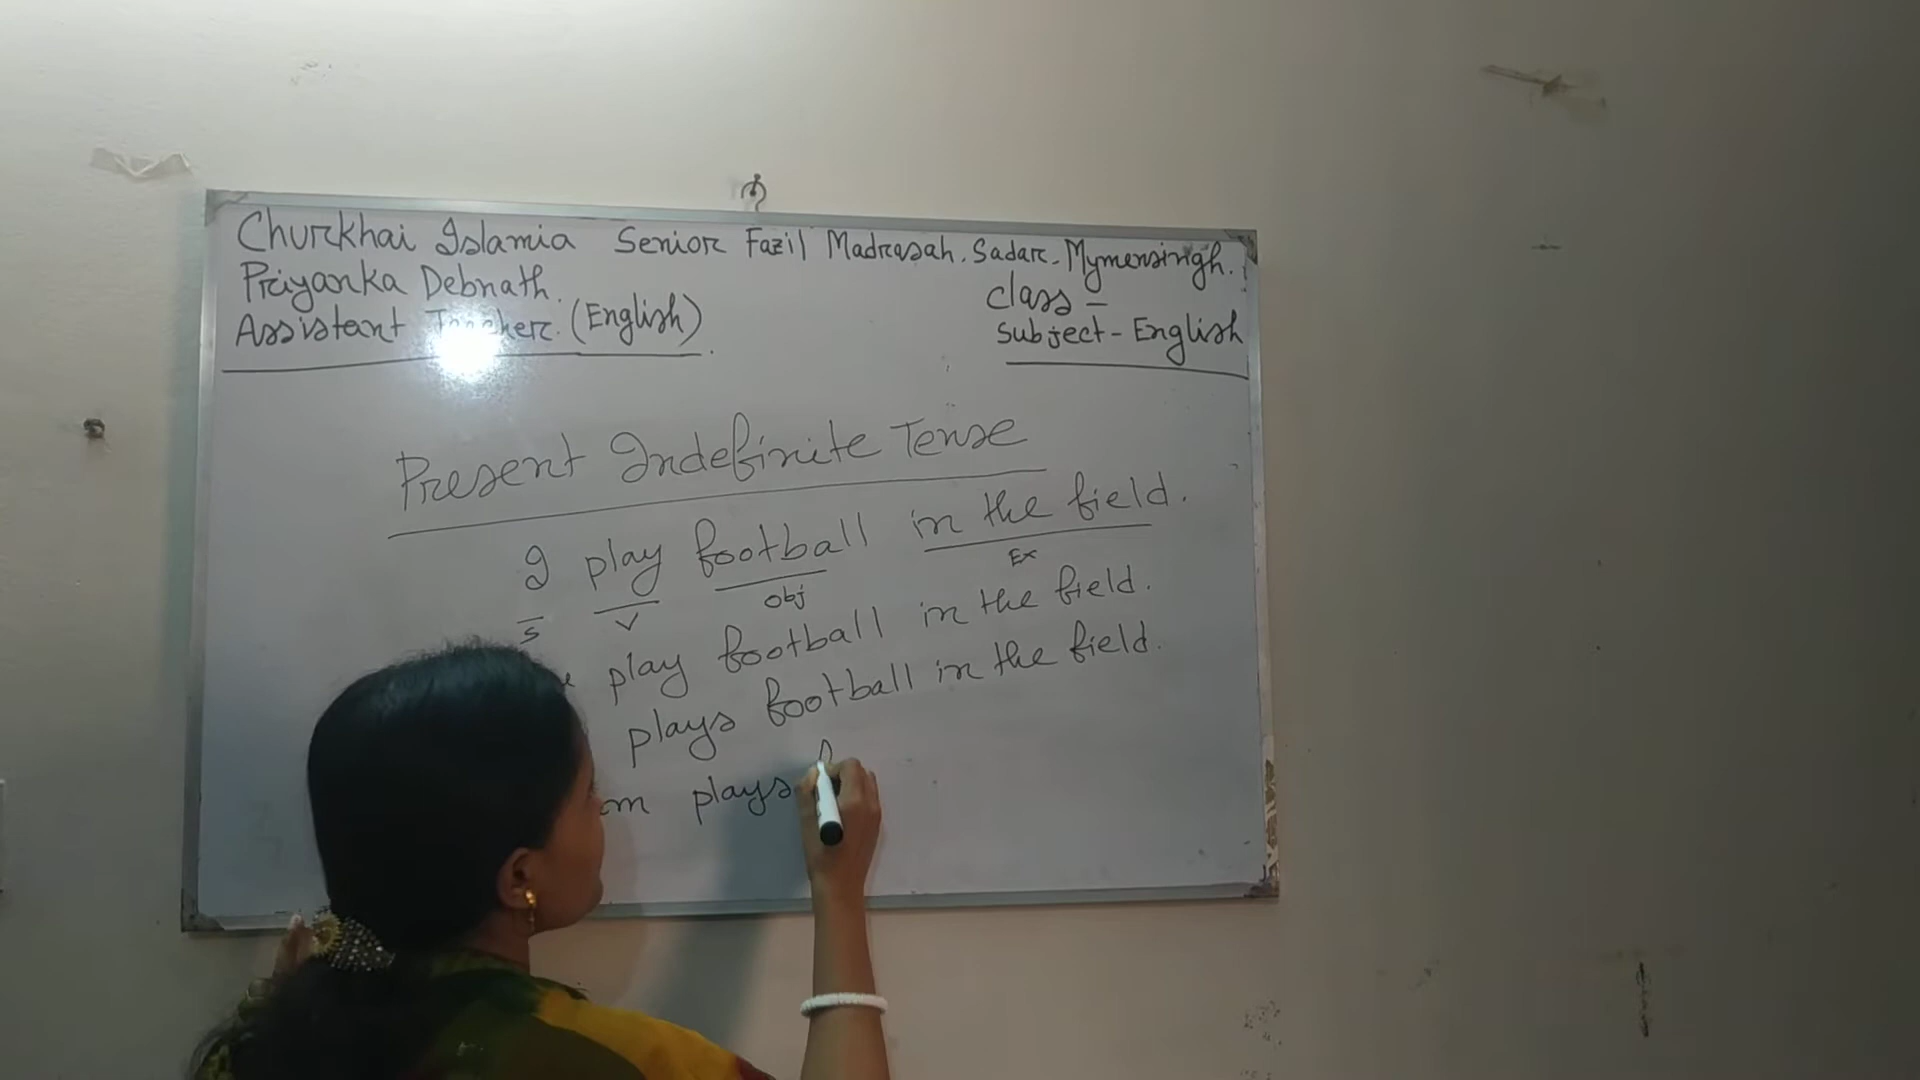 Churkhai Islamia Senior Fazil Madrasah. Sadar. Mymensingh.
Priyanka Debnath.
Assistant Teacher. (English)
Class -
Subject - English
Present Indefinite Tense
I play football in the field.
S V Obj Ex
play football in the field.
plays football in the field.
plays